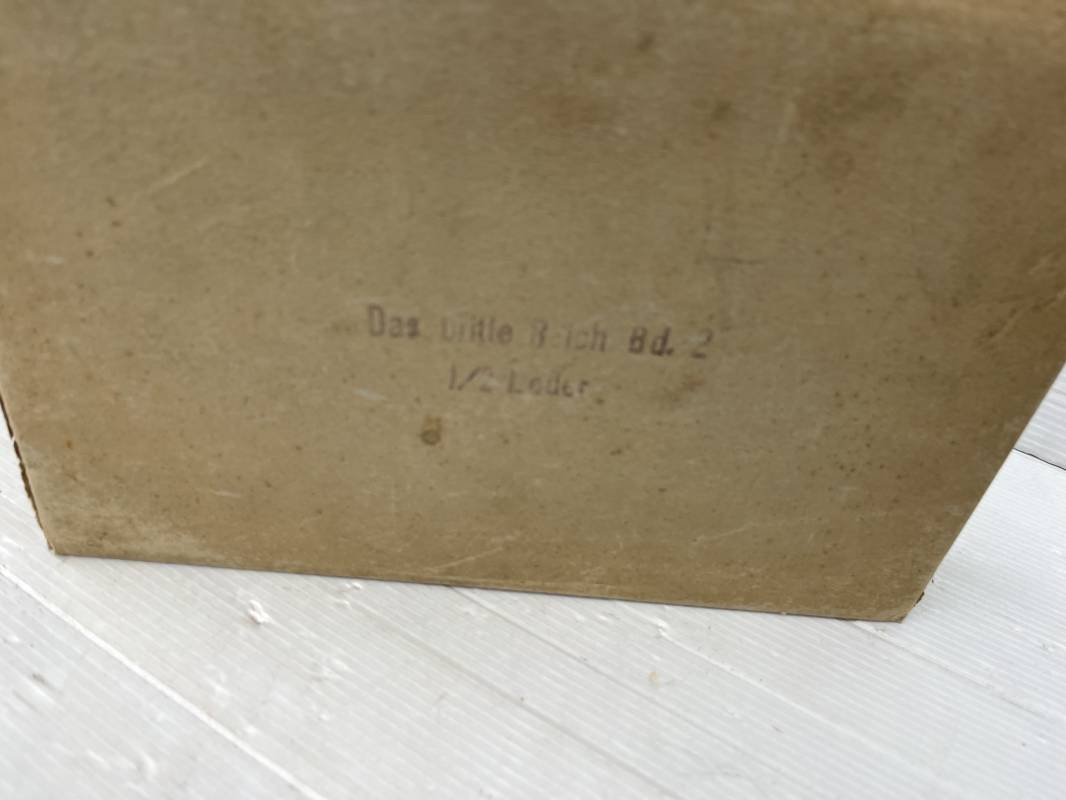 Das Dritte Reich Bd. 2
1/2 Leder